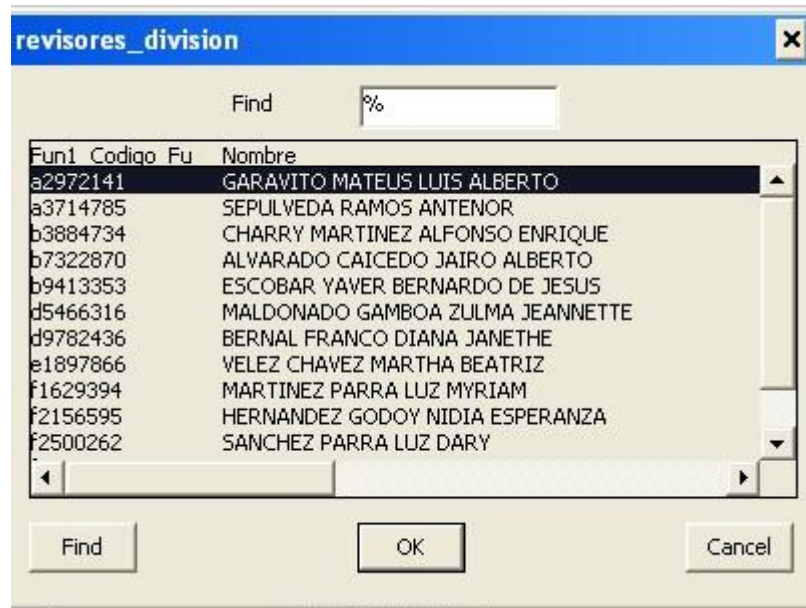 revisores_division
Find %
Fun1 Codigo Fu Nombre
a2972141 GARAVITO MATEUS LUIS ALBERTO
a3714785 SEPULVEDA RAMOS ANTENOR
b3884734 CHARRY MARTINEZ ALFONSO ENRIQUE
b7322870 ALVARADO CAICEDO JAIRO ALBERTO
b9413353 ESCOBAR YAVER BERNARDO DE JESUS
d5466316 MALDONADO GAMBOA ZULMA JEANNETTE
d9782436 BERNAL FRANCO DIANA JANETHE
e1897866 VELEZ CHAVEZ MARTHA BEATRIZ
f1629394 MARTINEZ PARRA LUZ MYRIAM
f2156595 HERNANDEZ GODOY NIDIA ESPERANZA
f2500262 SANCHEZ PARRA LUZ DARY
Find OK Cancel